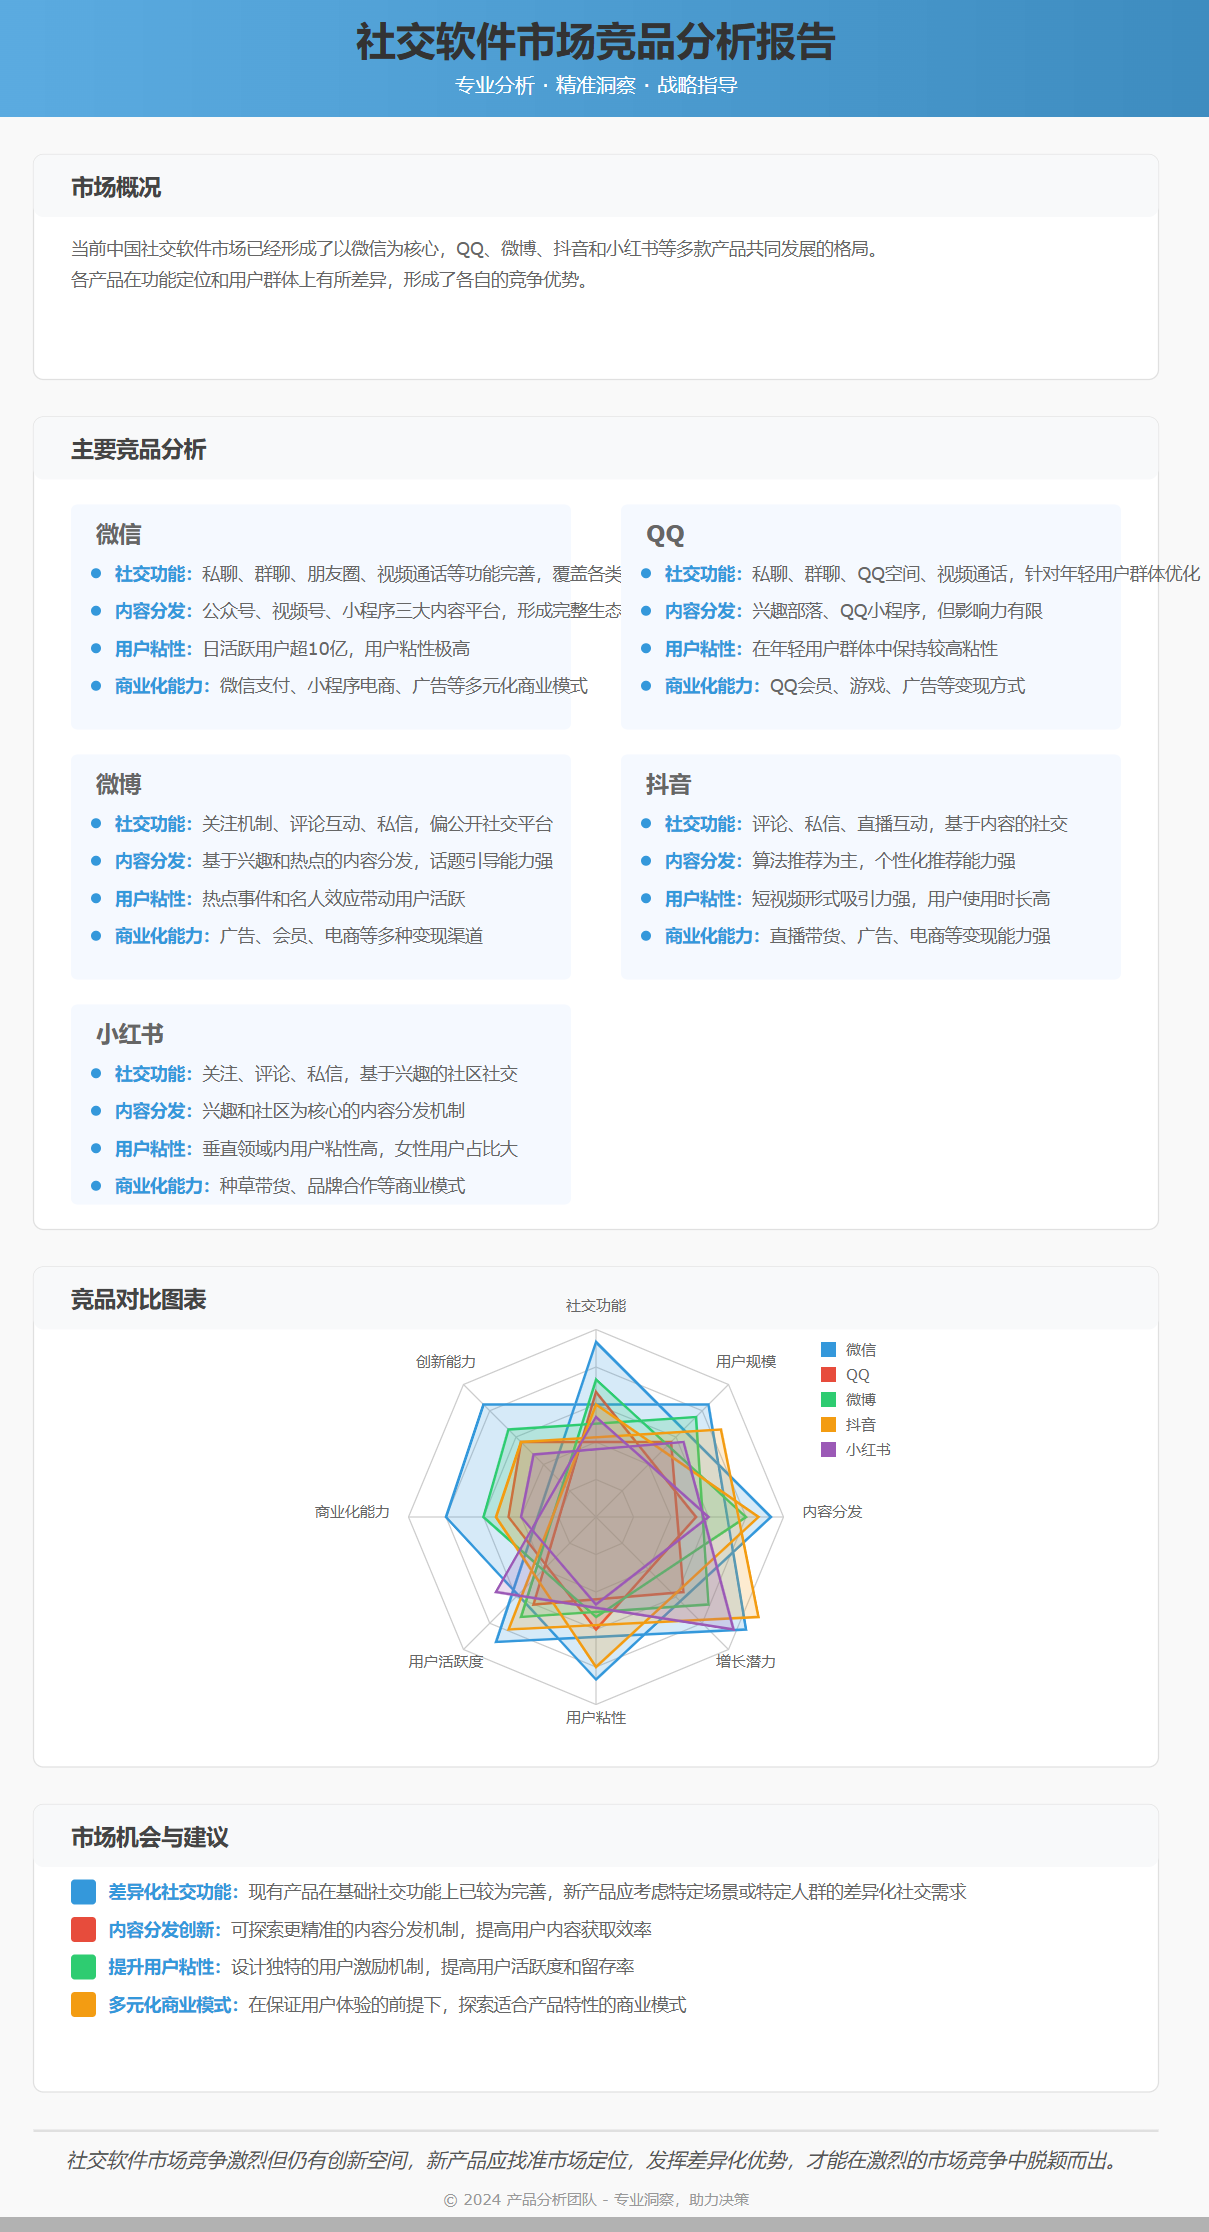 社交软件市场竞品分析报告
专业分析 · 精准洞察 · 战略指导
市场概况
当前中国社交软件市场已经形成了以微信为核心，QQ、微博、抖音和小红书等多款产品共同发展的格局。
各产品在功能定位和用户群体上有所差异，形成了各自的竞争优势。
主要竞品分析
微信
社交功能：私聊、群聊、朋友圈、视频通话等功能完善，覆盖各类
内容分发：公众号、视频号、小程序三大内容平台，形成完整生态
用户粘性：日活跃用户超10亿，用户粘性极高
商业化能力：微信支付、小程序电商、广告等多元化商业模式
QQ
社交功能：私聊、群聊、QQ空间、视频通话，针对年轻用户群体优化
内容分发：兴趣部落、QQ小程序，但影响力有限
用户粘性：在年轻用户群体中保持较高粘性
商业化能力：QQ会员、游戏、广告等变现方式
微博
社交功能：关注机制、评论互动、私信，偏公开社交平台
内容分发：基于兴趣和热点的内容分发，话题引导能力强
用户粘性：热点事件和名人效应带动用户活跃
商业化能力：广告、会员、电商等多种变现渠道
抖音
社交功能：评论、私信、直播互动，基于内容的社交
内容分发：算法推荐为主，个性化推荐能力强
用户粘性：短视频形式吸引力强，用户使用时长高
商业化能力：直播带货、广告、电商等变现能力强
小红书
社交功能：关注、评论、私信，基于兴趣的社区社交
内容分发：兴趣和社区为核心的内容分发机制
用户粘性：垂直领域内用户粘性高，女性用户占比大
商业化能力：种草带货、品牌合作等商业模式
竞品对比图表
社交功能
用户规模
内容分发
增长潜力
用户粘性
用户活跃度
商业化能力
创新能力
微信
QQ
微博
抖音
小红书
市场机会与建议
差异化社交功能：现有产品在基础社交功能上已较为完善，新产品应考虑特定场景或特定人群的差异化社交需求
内容分发创新：可探索更精准的内容分发机制，提高用户内容获取效率
提升用户粘性：设计独特的用户激励机制，提高用户活跃度和留存率
多元化商业模式：在保证用户体验的前提下，探索适合产品特性的商业模式
社交软件市场竞争激烈但仍有创新空间，新产品应找准市场定位，发挥差异化优势，才能在激烈的市场竞争中脱颖而出。
© 2024 产品分析团队 - 专业洞察，助力决策